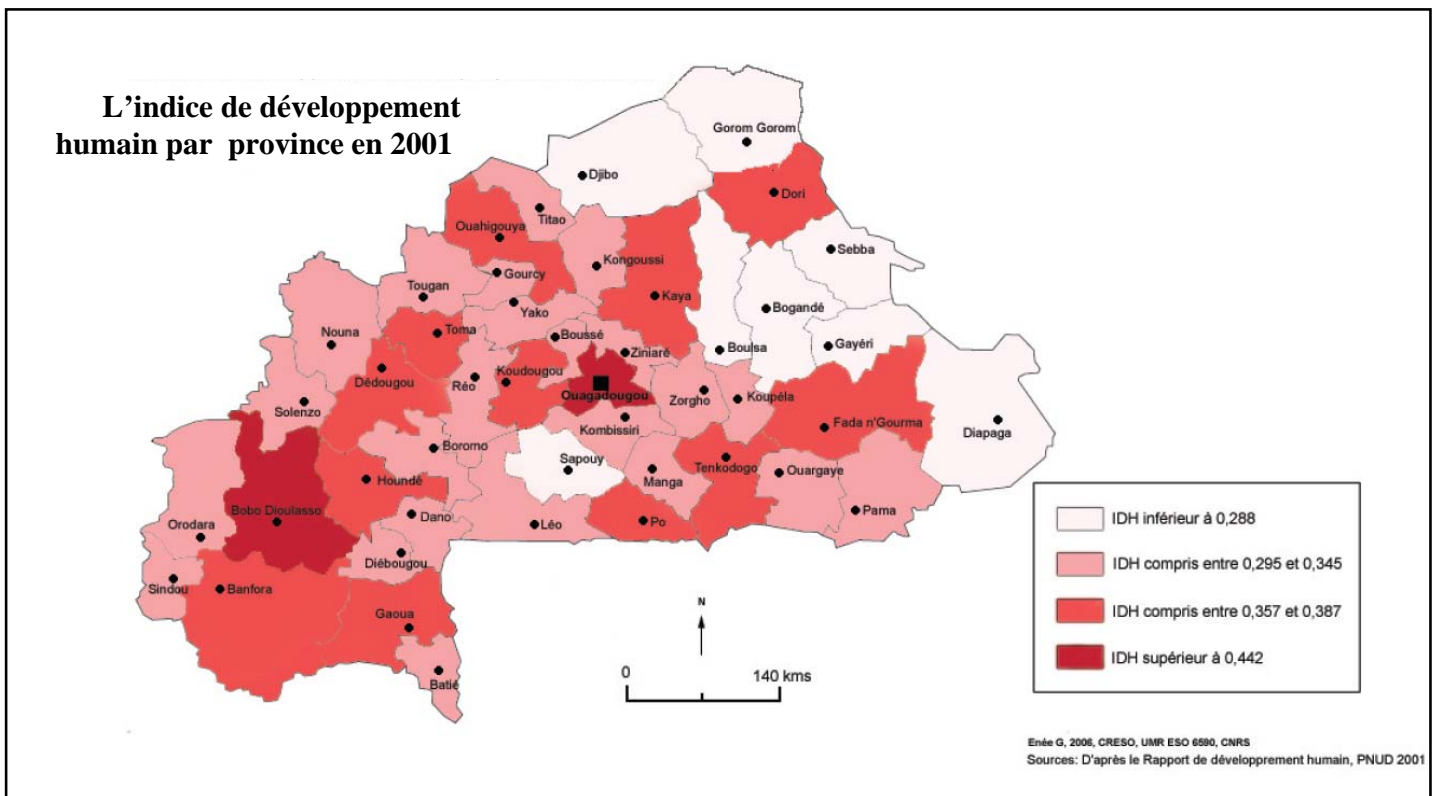 L’indice de développement
humain par province en 2001
Gorom Gorom
Djibo
Dori
Titao
Ouahigouya
Sebba
Kongoussi
Gourcy
Tougan
Kaya
Yako
Bogandé
Nouna
Toma
Boussé
Gayéri
Boulsa
Ziniaré
Dédougou
Réo
Koudougou
Ouagadougou
Zorgho
Koupéla
Solenzo
Fada n'Gourma
Diapaga
Kombissiri
Boromo
Sapouy
Tenkodogo
Ouargaye
Houndé
Manga
Bobo Dioulasso
Dano
Pama
Orodara
Léo
Po
Diébougou
Sindou
Banfora
Gaoua
Batié
N
0 140 kms
IDH inférieur à 0,288
IDH compris entre 0,295 et 0,345
IDH compris entre 0,357 et 0,387
IDH supérieur à 0,442
Enée G, 2006, CRESO, UMR ESO 6590, CNRS
Sources: D'après le Rapport de développrement humain, PNUD 2001